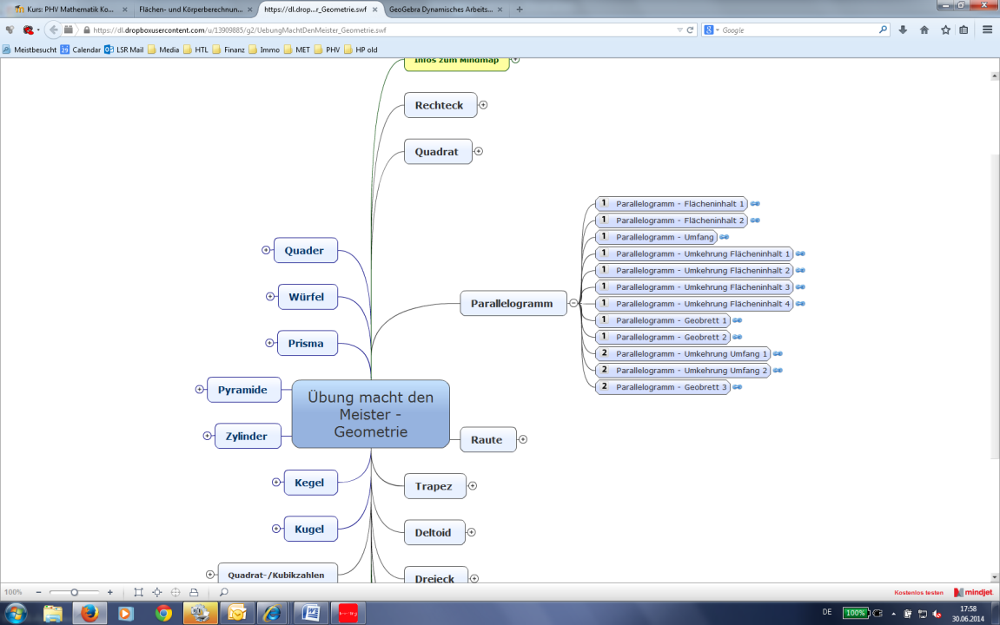 Kurs: PHV Mathematik Ko... ×
Flächen- und Körperberechnun... ×
https://dl.drop...r_Geometrie.swf ×
GeoGebra Dynamisches Arbeits... ×
https://dl.dropboxusercontent.com/u/13909885/g2/UebungMachtDenMeister_Geometrie.swf
Google
Meistbesucht Calendar LSR Mail Media HTL Finanz Immo MET PHV HP old
Infos zum Mindmap
Rechteck
Quadrat
1 Parallelogramm - Flächeninhalt 1
1 Parallelogramm - Flächeninhalt 2
1 Parallelogramm - Umfang
1 Parallelogramm - Umkehrung Flächeninhalt 1
1 Parallelogramm - Umkehrung Flächeninhalt 2
1 Parallelogramm - Umkehrung Flächeninhalt 3
1 Parallelogramm - Umkehrung Flächeninhalt 4
1 Parallelogramm - Geobrett 1
1 Parallelogramm - Geobrett 2
2 Parallelogramm - Umkehrung Umfang 1
2 Parallelogramm - Umkehrung Umfang 2
2 Parallelogramm - Geobrett 3
Parallelogramm
Quader
Würfel
Prisma
Pyramide
Zylinder
Kegel
Kugel
Quadrat-/Kubikzahlen
Übung macht den
Meister -
Geometrie
Raute
Trapez
Deltoid
Dreieck
100%
Kostenlos testen
mindjet.
DE
100%
17:58
30.06.2014